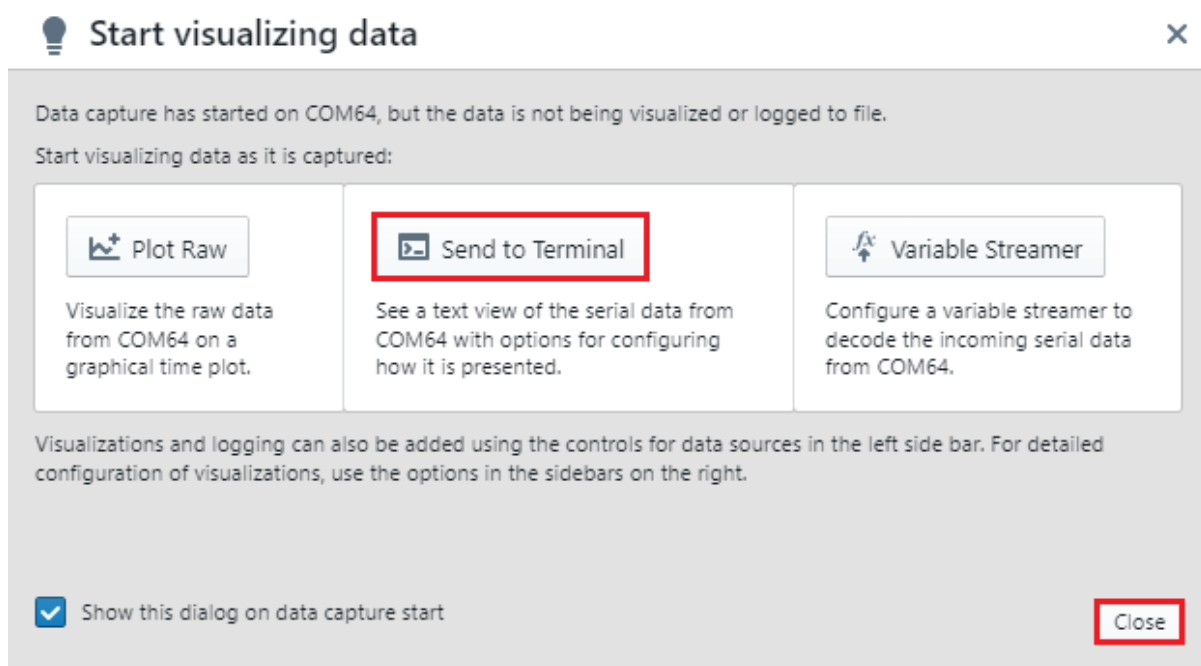 Start visualizing data
Data capture has started on COM64, but the data is not being visualized or logged to file.
Start visualizing data as it is captured:
Plot Raw
Visualize the raw data
from COM64 on a
graphical time plot.
Send to Terminal
See a text view of the serial data from
COM64 with options for configuring
how it is presented.
Variable Streamer
Configure a variable streamer to
decode the incoming serial data
from COM64.
Visualizations and logging can also be added using the controls for data sources in the left side bar. For detailed
configuration of visualizations, use the options in the sidebars on the right.
Show this dialog on data capture start
Close